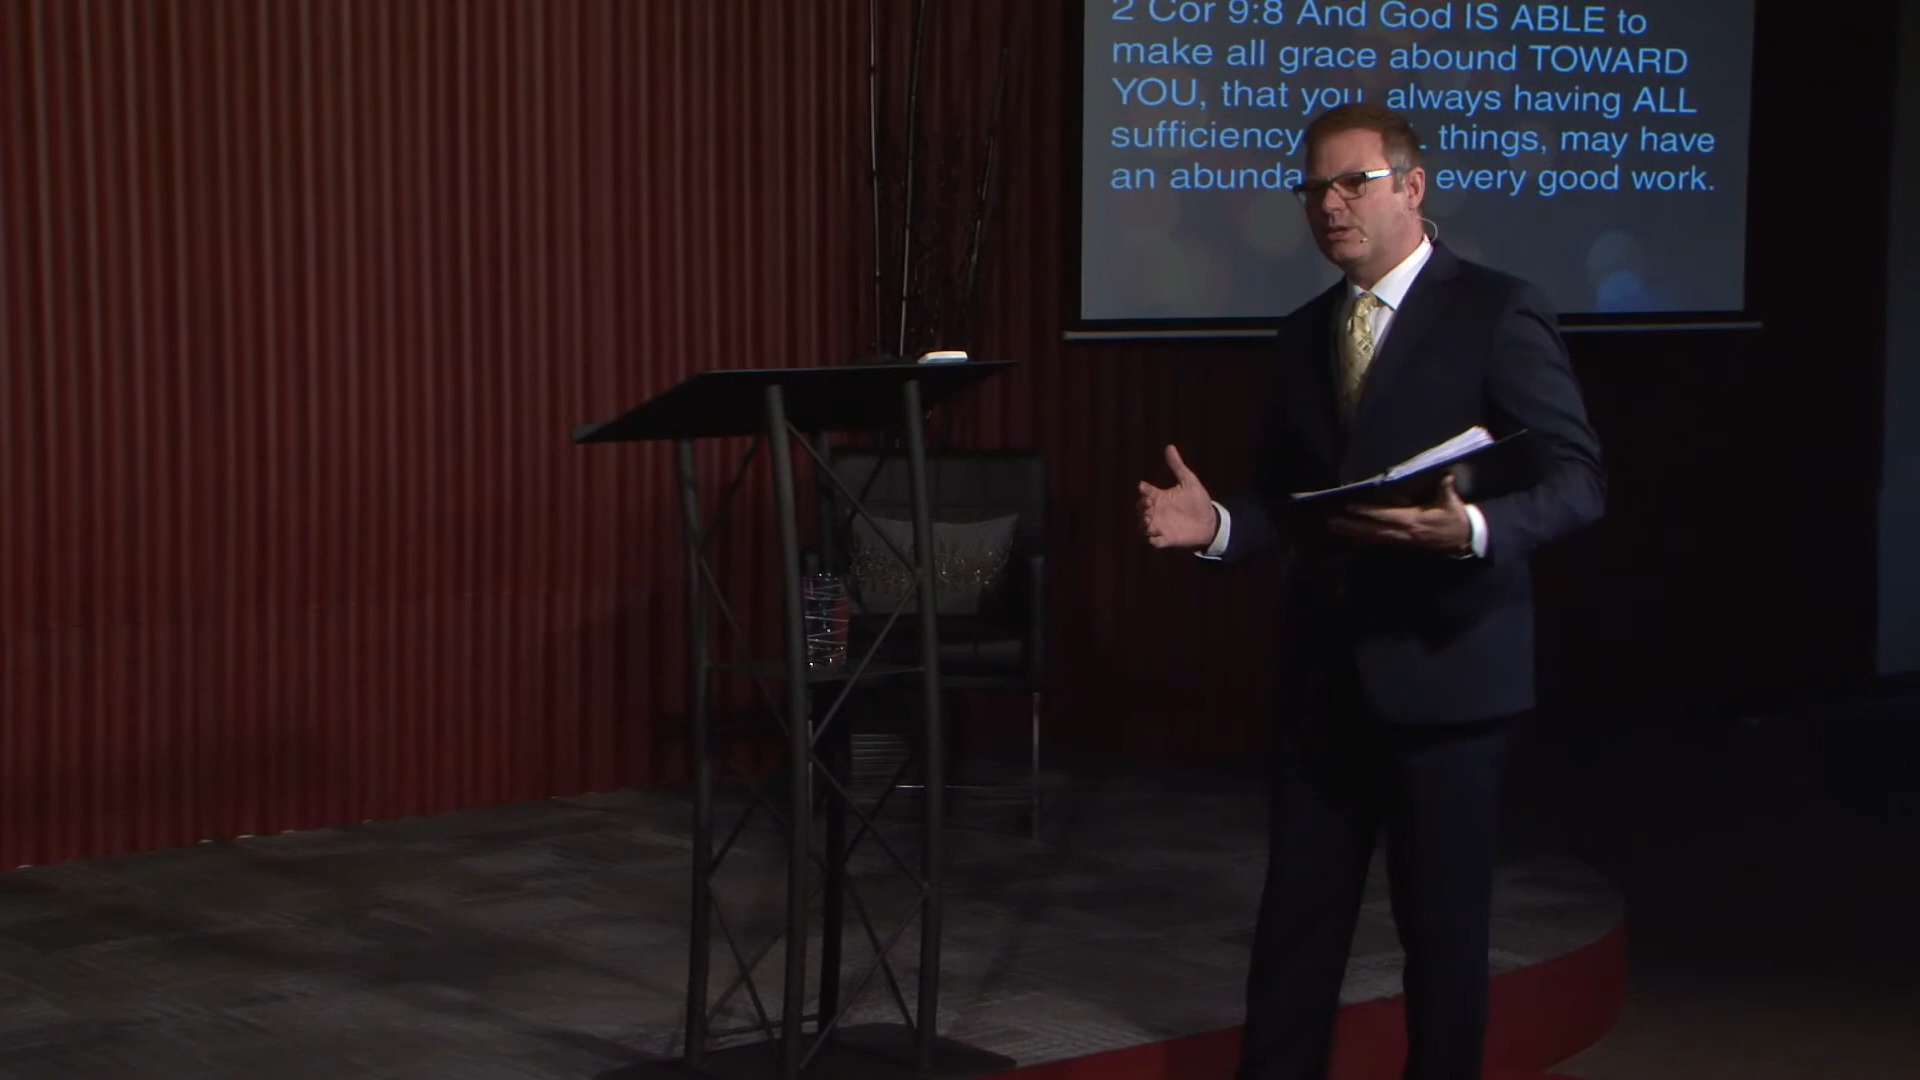 2 Cor 9:8 And God IS ABLE to
make all grace abound TOWARD
YOU, that you, always having ALL
sufficiency things, may have
an every good work.